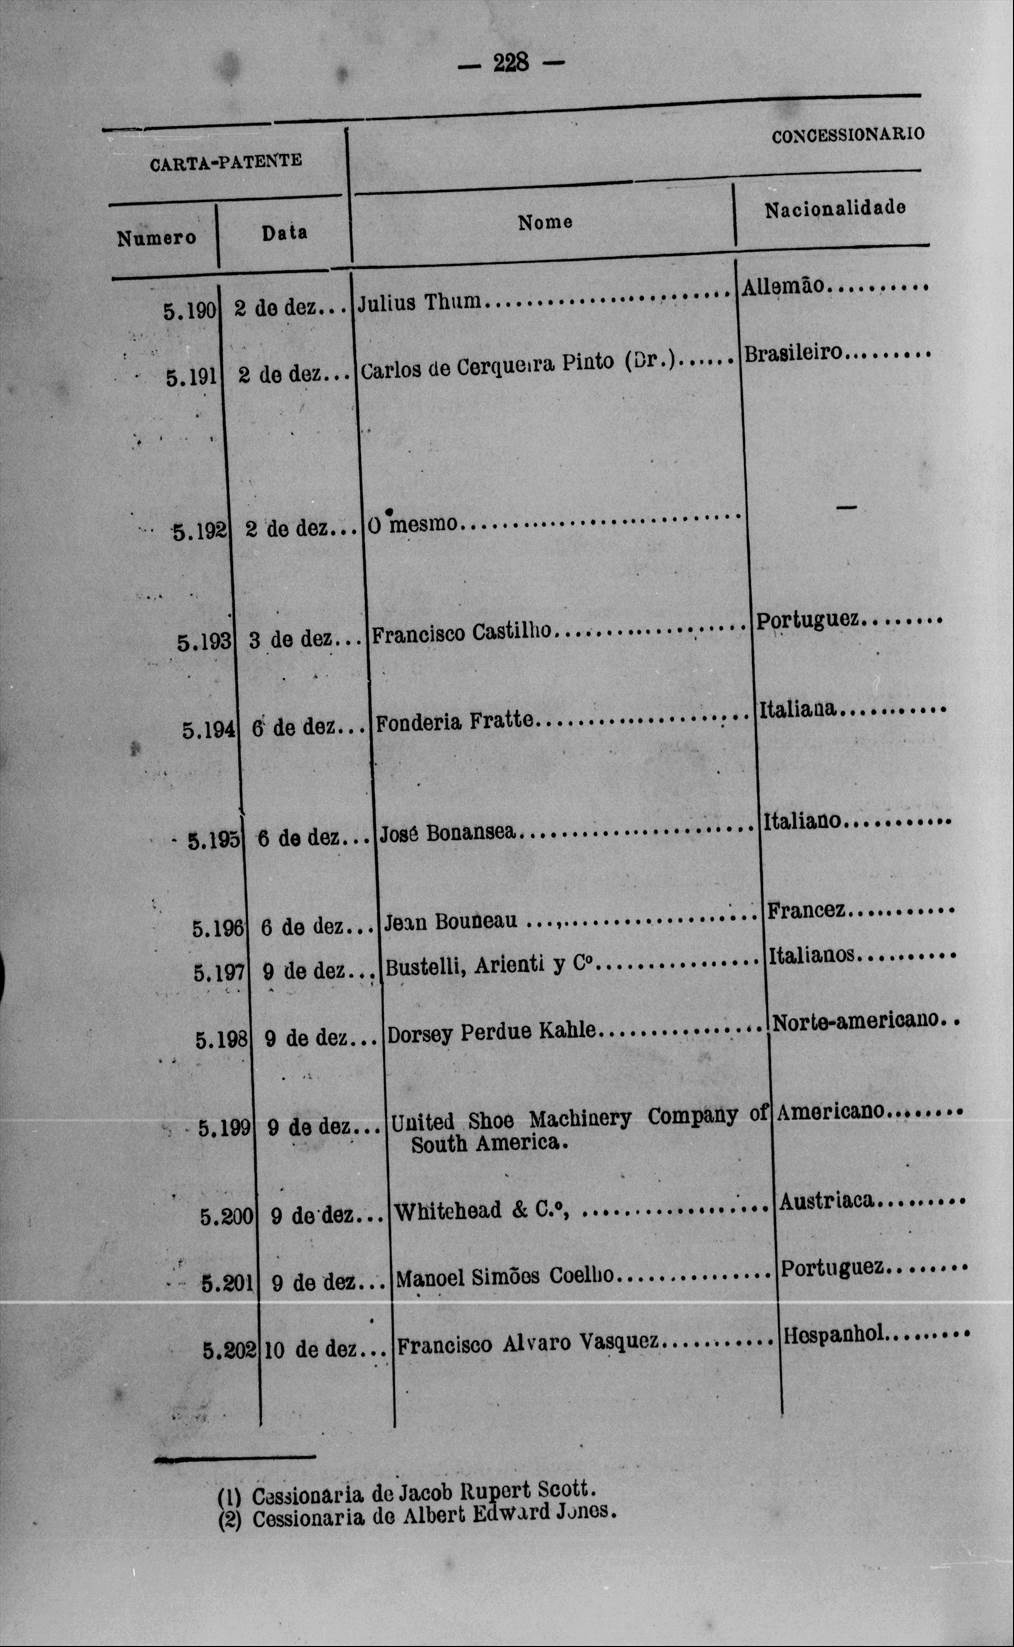 — 228 —
CARTA-PATENTE CONCESSIONARIO
Numero Data Nome Nacionalidade
5.190 2 de dez... Julius Thum........................ Allemão..........
5.191 2 de dez... Carlos de Cerqueira Pinto (Dr.)...... Brasileiro.........
5.192 2 de dez... O mesmo........................... —
5.193 3 de dez... Francisco Castilho................... Portuguez........
5.194 6 de dez... Fonderia Fratte..................... Italiana...........
5.195 6 de dez... José Bonansea....................... Italiano...........
5.196 6 de dez... Jean Bouneau ...,................... Francez...........
5.197 9 de dez... Bustelli, Arienti y Cº................ Italianos..........
5.198 9 de dez... Dorsey Perdue Kahle................ Norte-americano..
5.199 9 de dez... United Shoe Machinery Company of Americano........
South America.
5.200 9 de dez... Whitehead & C.º, .................. Austriaca.........
5.201 9 de dez... Manoel Simões Coelho............... Portuguez........
5.202 10 de dez... Francisco Alvaro Vasquez........... Hespanhol.........
(1) Cessionaria de Jacob Rupert Scott.
(2) Cessionaria de Albert Edward Jones.